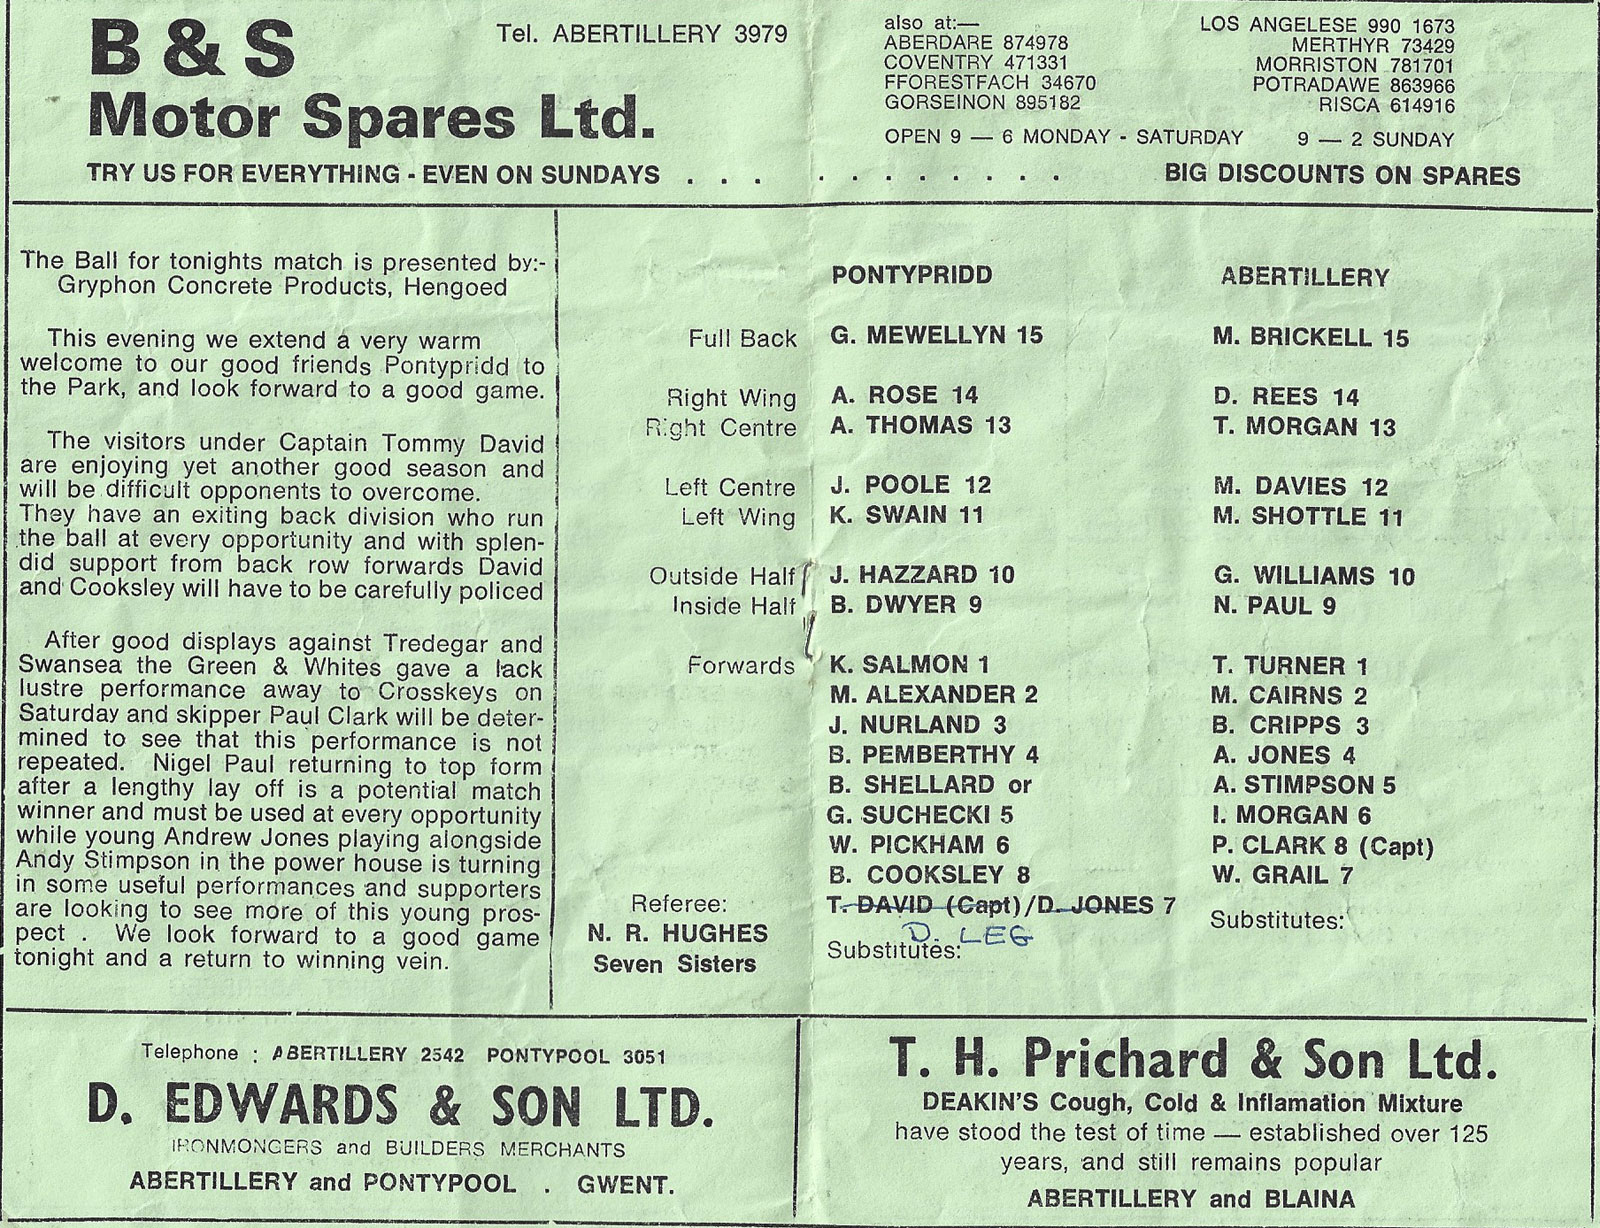 B & S
Motor Spares Ltd.
Tel. ABERTILLERY 3979
also at:—
ABERDARE 874978
COVENTRY 471331
FFORESTFACH 34670
GORSEINON 895182
LOS ANGELESE 990 1673
MERTHYR 73429
MORRISTON 781701
POTRADAWE 863966
RISCA 614916
OPEN 9 — 6 MONDAY - SATURDAY 9 — 2 SUNDAY
TRY US FOR EVERYTHING - EVEN ON SUNDAYS . . . . . . . . . . . . BIG DISCOUNTS ON SPARES
The Ball for tonights match is presented by:-
Gryphon Concrete Products, Hengoed
This evening we extend a very warm
welcome to our good friends Pontypridd to
the Park, and look forward to a good game.
The visitors under Captain Tommy David
are enjoying yet another good season and
will be difficult opponents to overcome.
They have an exiting back division who run
the ball at every opportunity and with splen-
did support from back row forwards David
and Cooksley will have to be carefully policed
After good displays against Tredegar and
Swansea the Green & Whites gave a lack
lustre performance away to Crosskeys on
Saturday and skipper Paul Clark will be deter-
mined to see that this performance is not
repeated. Nigel Paul returning to top form
after a lengthy lay off is a potential match
winner and must be used at every opportunity
while young Andrew Jones playing alongside
Andy Stimpson in the power house is turning
in some useful performances and supporters
are looking to see more of this young pros-
pect . We look forward to a good game
tonight and a return to winning vein.
PONTYPRIDD ABERTILLERY
Full Back G. MEWELLYN 15 M. BRICKELL 15
Right Wing A. ROSE 14 D. REES 14
Right Centre A. THOMAS 13 T. MORGAN 13
Left Centre J. POOLE 12 M. DAVIES 12
Left Wing K. SWAIN 11 M. SHOTTLE 11
Outside Half J. HAZZARD 10 G. WILLIAMS 10
Inside Half B. DWYER 9 N. PAUL 9
Forwards K. SALMON 1 T. TURNER 1
M. ALEXANDER 2 M. CAIRNS 2
J. NURLAND 3 B. CRIPPS 3
B. PEMBERTHY 4 A. JONES 4
B. SHELLARD or A. STIMPSON 5
G. SUCHECKI 5 I. MORGAN 6
W. PICKHAM 6 P. CLARK 8 (Capt)
B. COOKSLEY 8 W. GRAIL 7
T. DAVID (Capt)/D. JONES 7
D. LEG
Substitutes: Substitutes:
Referee:
N. R. HUGHES
Seven Sisters
Telephone : ABERTILLERY 2542 PONTYPOOL 3051
D. EDWARDS & SON LTD.
IRONMONGERS and BUILDERS MERCHANTS
ABERTILLERY and PONTYPOOL . GWENT.
T. H. Prichard & Son Ltd.
DEAKIN'S Cough, Cold & Inflamation Mixture
have stood the test of time — established over 125
years, and still remains popular
ABERTILLERY and BLAINA